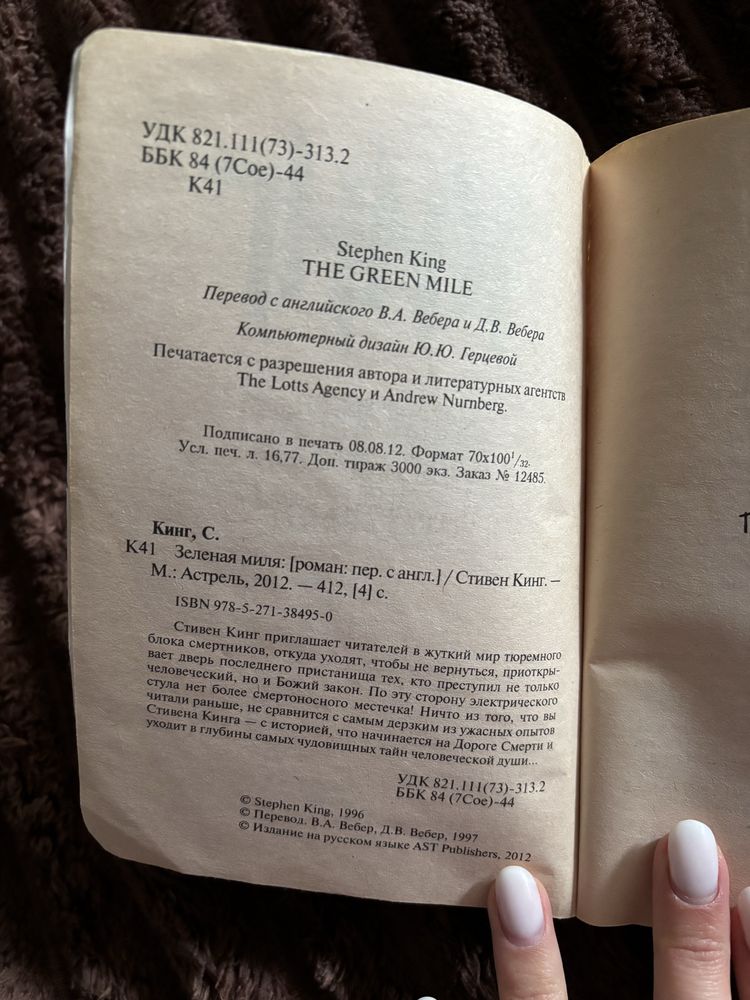 УДК 821.111(73)-313.2
ББК 84 (7Сое)-44
К41
Stephen King
THE GREEN MILE
Перевод с английского В.А. Вебера и Д.В. Вебера
Компьютерный дизайн Ю.Ю. Герцевой
Печатается с разрешения автора и литературных агентств
The Lotts Agency и Andrew Nurnberg.
Подписано в печать 08.08.12. Формат 70х100¹/₃₂.
Усл. печ. л. 16,77. Доп. тираж 3000 экз. Заказ № 12485.
Кинг, С.
К41 Зеленая миля: [роман: пер. с англ.] / Стивен Кинг. –
М.: Астрель, 2012. — 412, [4] с.
ISBN 978-5-271-38495-0
Стивен Кинг приглашает читателей в жуткий мир тюремного
блока смертников, откуда уходят, чтобы не вернуться, приоткры-
вает дверь последнего пристанища тех, кто преступил не только
человеческий, но и Божий закон. По эту сторону электрического
стула нет более смертоносного местечка! Ничто из того, что вы
читали раньше, не сравнится с самым дерзким из ужасных опытов
Стивена Кинга – с историей, что начинается на Дороге Смерти и
уходит в глубины самых чудовищных тайн человеческой души...
УДК 821.111(73)-313.2
ББК 84 (7Сое)-44
© Stephen King, 1996
© Перевод. В.А. Вебер, Д.В. Вебер, 1997
© Издание на русском языке AST Publishers, 2012